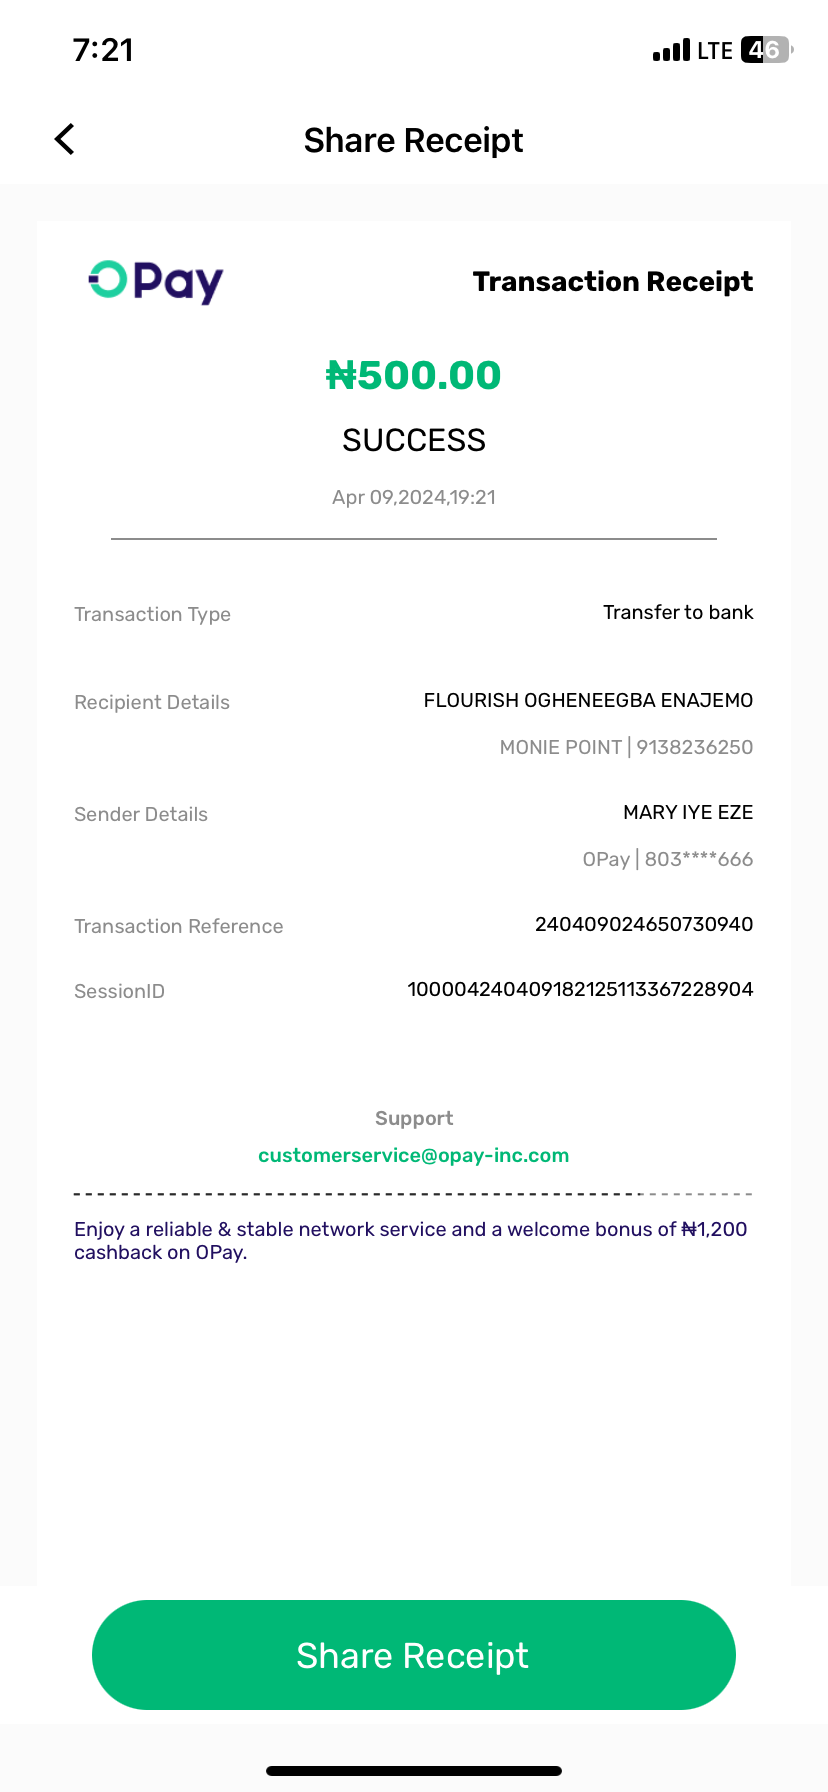 7:21
LTE 46
Share Receipt
OPay
Transaction Receipt
₦500.00
SUCCESS
Apr 09,2024,19:21
Transaction Type
Transfer to bank
Recipient Details
FLOURISH OGHENEEGBA ENAJEMO
MONIE POINT | 9138236250
Sender Details
MARY IYE EZE
OPay | 803****666
Transaction Reference
240409024650730940
SessionID
100004240409182125113367228904
Support
customerservice@opay-inc.com
Enjoy a reliable & stable network service and a welcome bonus of ₦1,200
cashback on OPay.
Share Receipt